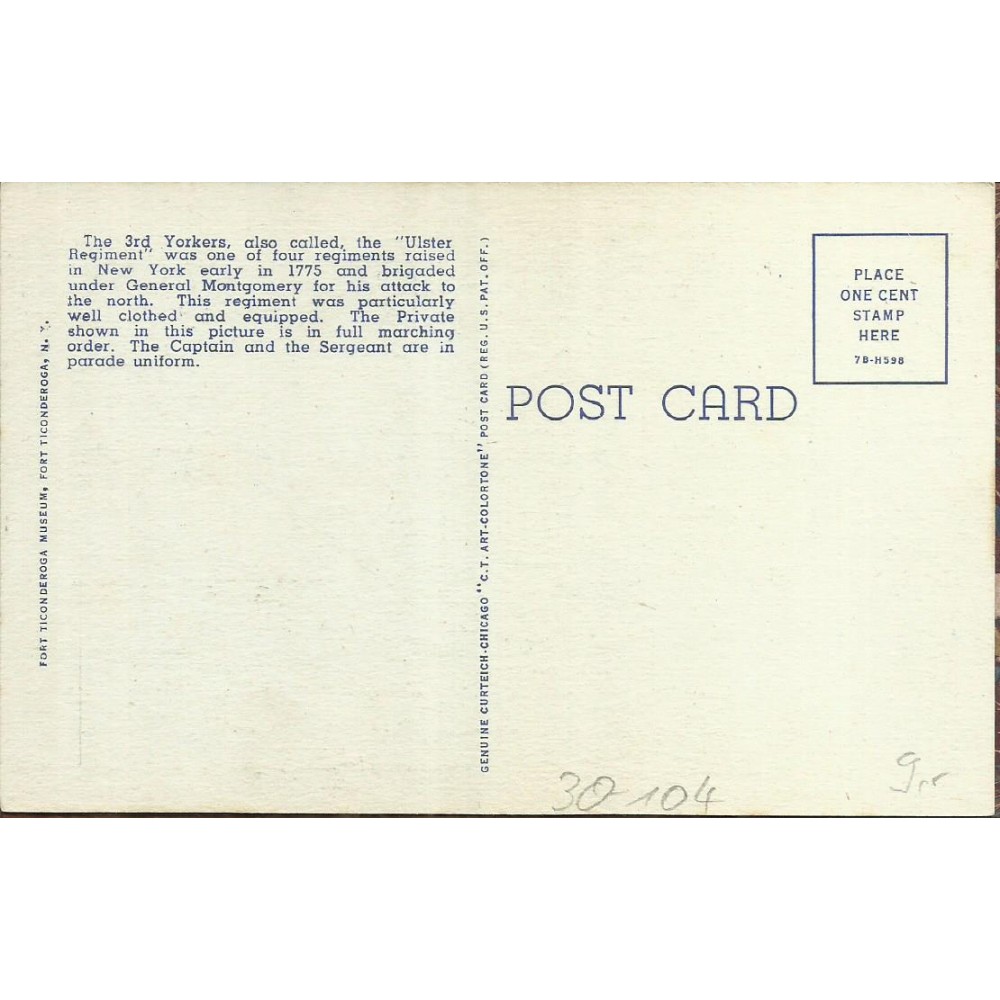 The 3rd Yorkers, also called, the "Ulster
Regiment" was one of four regiments raised
in New York early in 1775 and brigaded
under General Montgomery for his attack to
the north. This regiment was particularly
well clothed and equipped. The Private
shown in this picture is in full marching
order. The Captain and the Sergeant are in
parade uniform.
FORT TICONDEROGA MUSEUM, FORT TICONDEROGA, N. Y.
GENUINE CURTEICH-CHICAGO "C.T. ART-COLORTONE" POST CARD (REG. U.S. PAT. OFF.)
POST CARD
PLACE
ONE CENT
STAMP
HERE
7B-H598
30-104